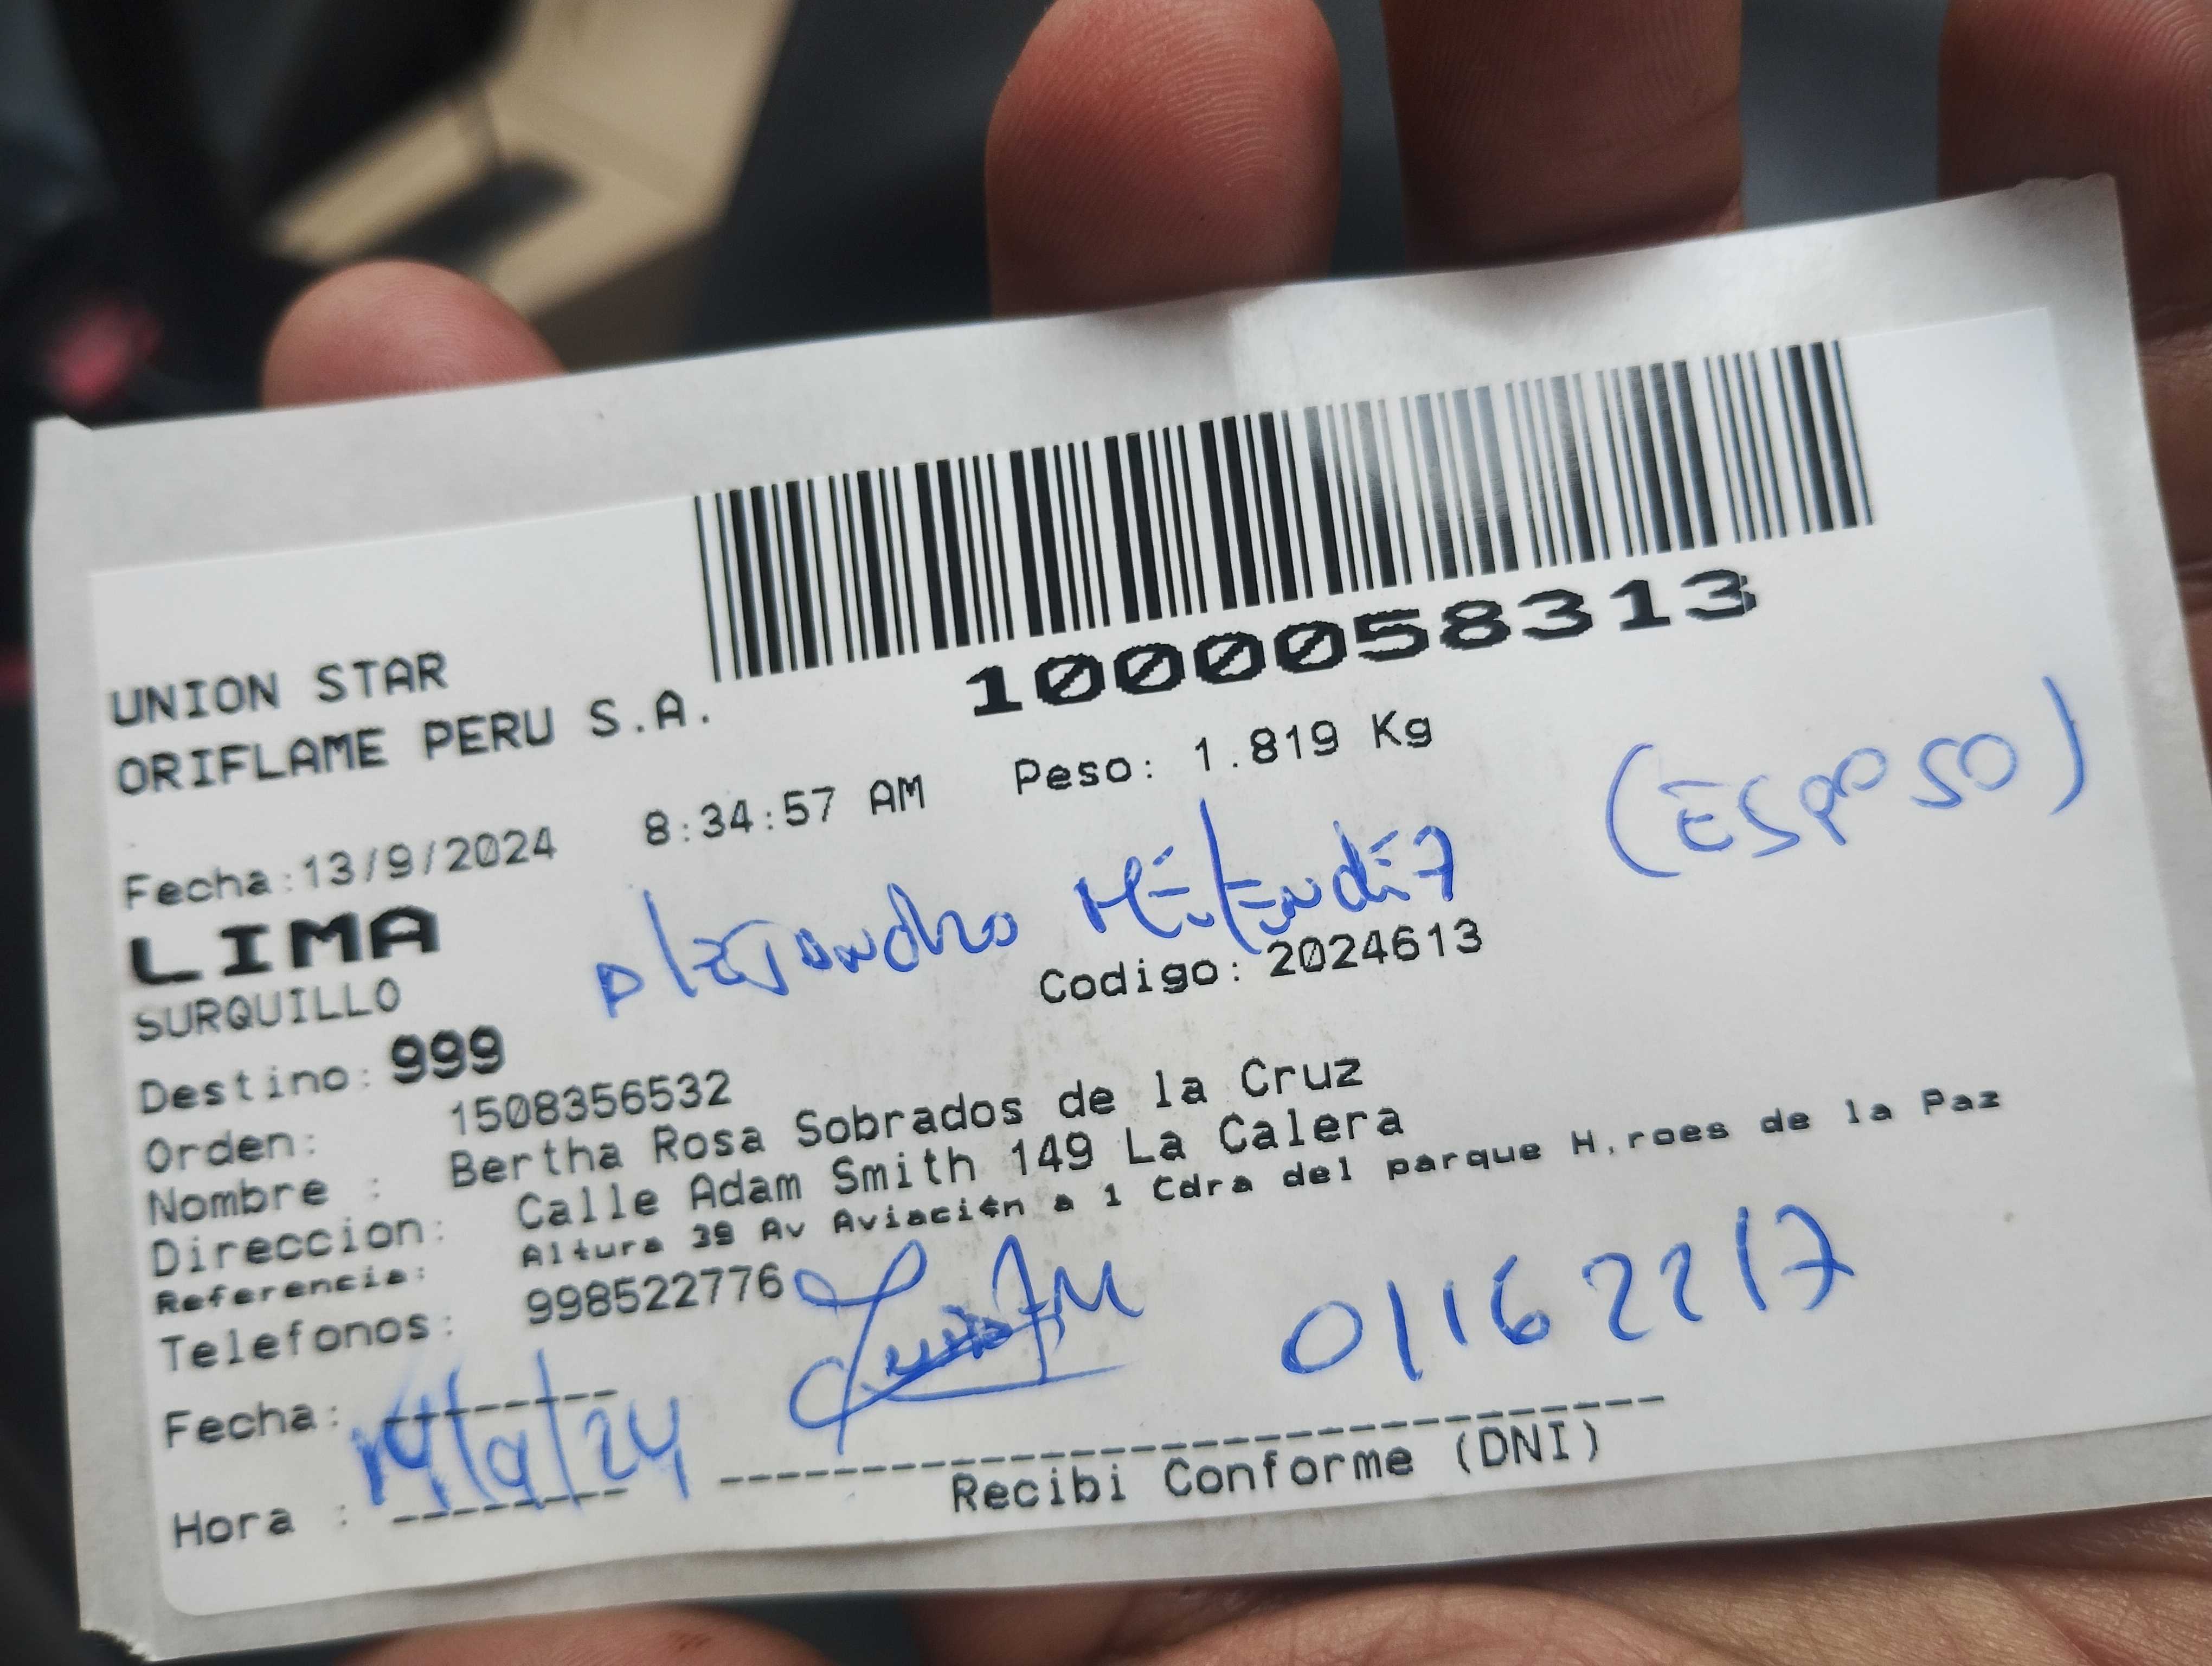 1000058313
UNION STAR
ORIFLAME PERU S.A.
Fecha:13/9/2024 8:34:57 AM Peso: 1.819 Kg
(Esposo)
LIMA
SURQUILLO
Codigo: 2024613
Destino: 999
Orden: 1508356532
Nombre : Bertha Rosa Sobrados de la Cruz
Direccion: Calle Adam Smith 149 La Calera
Referencia: Altura 39 Av Aviación a 1 Cdra del parque H,roes de la Paz
Telefonos: 998522776
01162217
Fecha: 14/9/24
Hora :
Recibi Conforme (DNI)